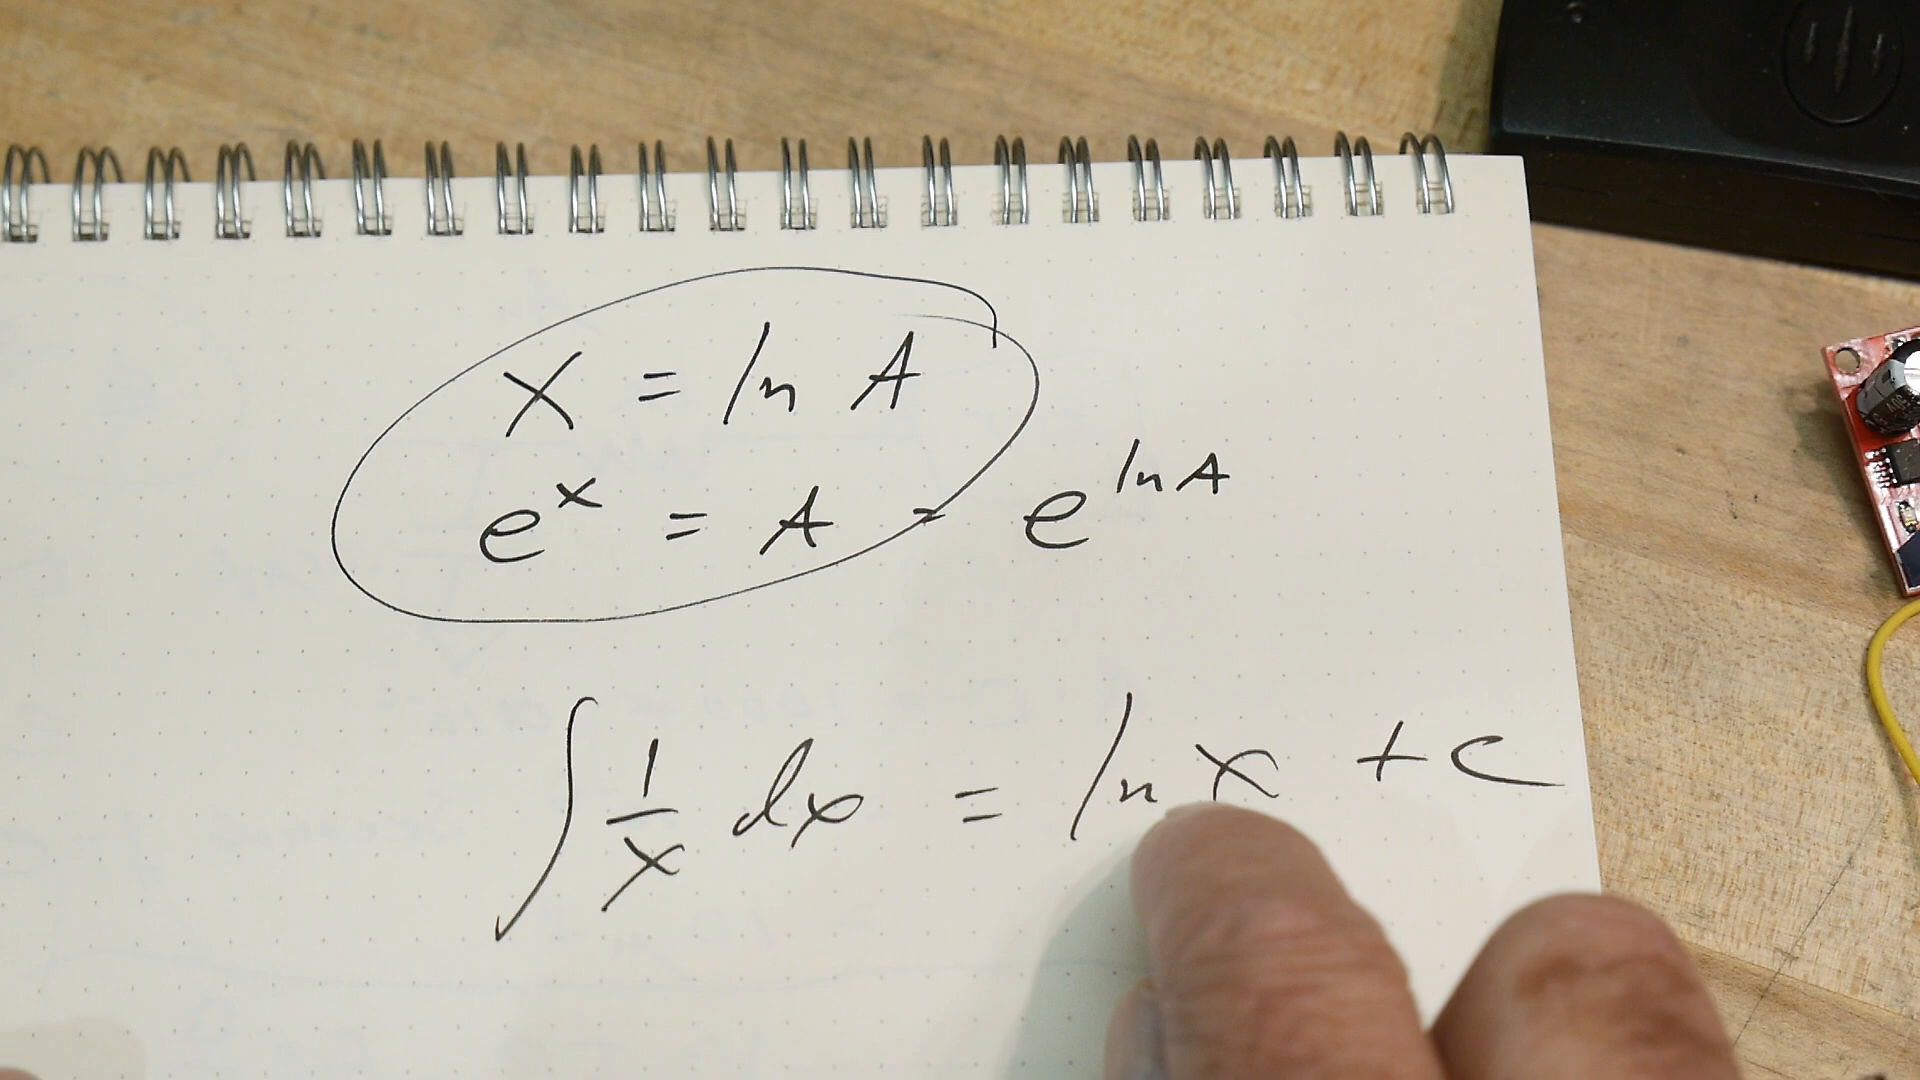 x = ln A
e^x = A = e^ln A
∫ 1/x dx = ln x + c